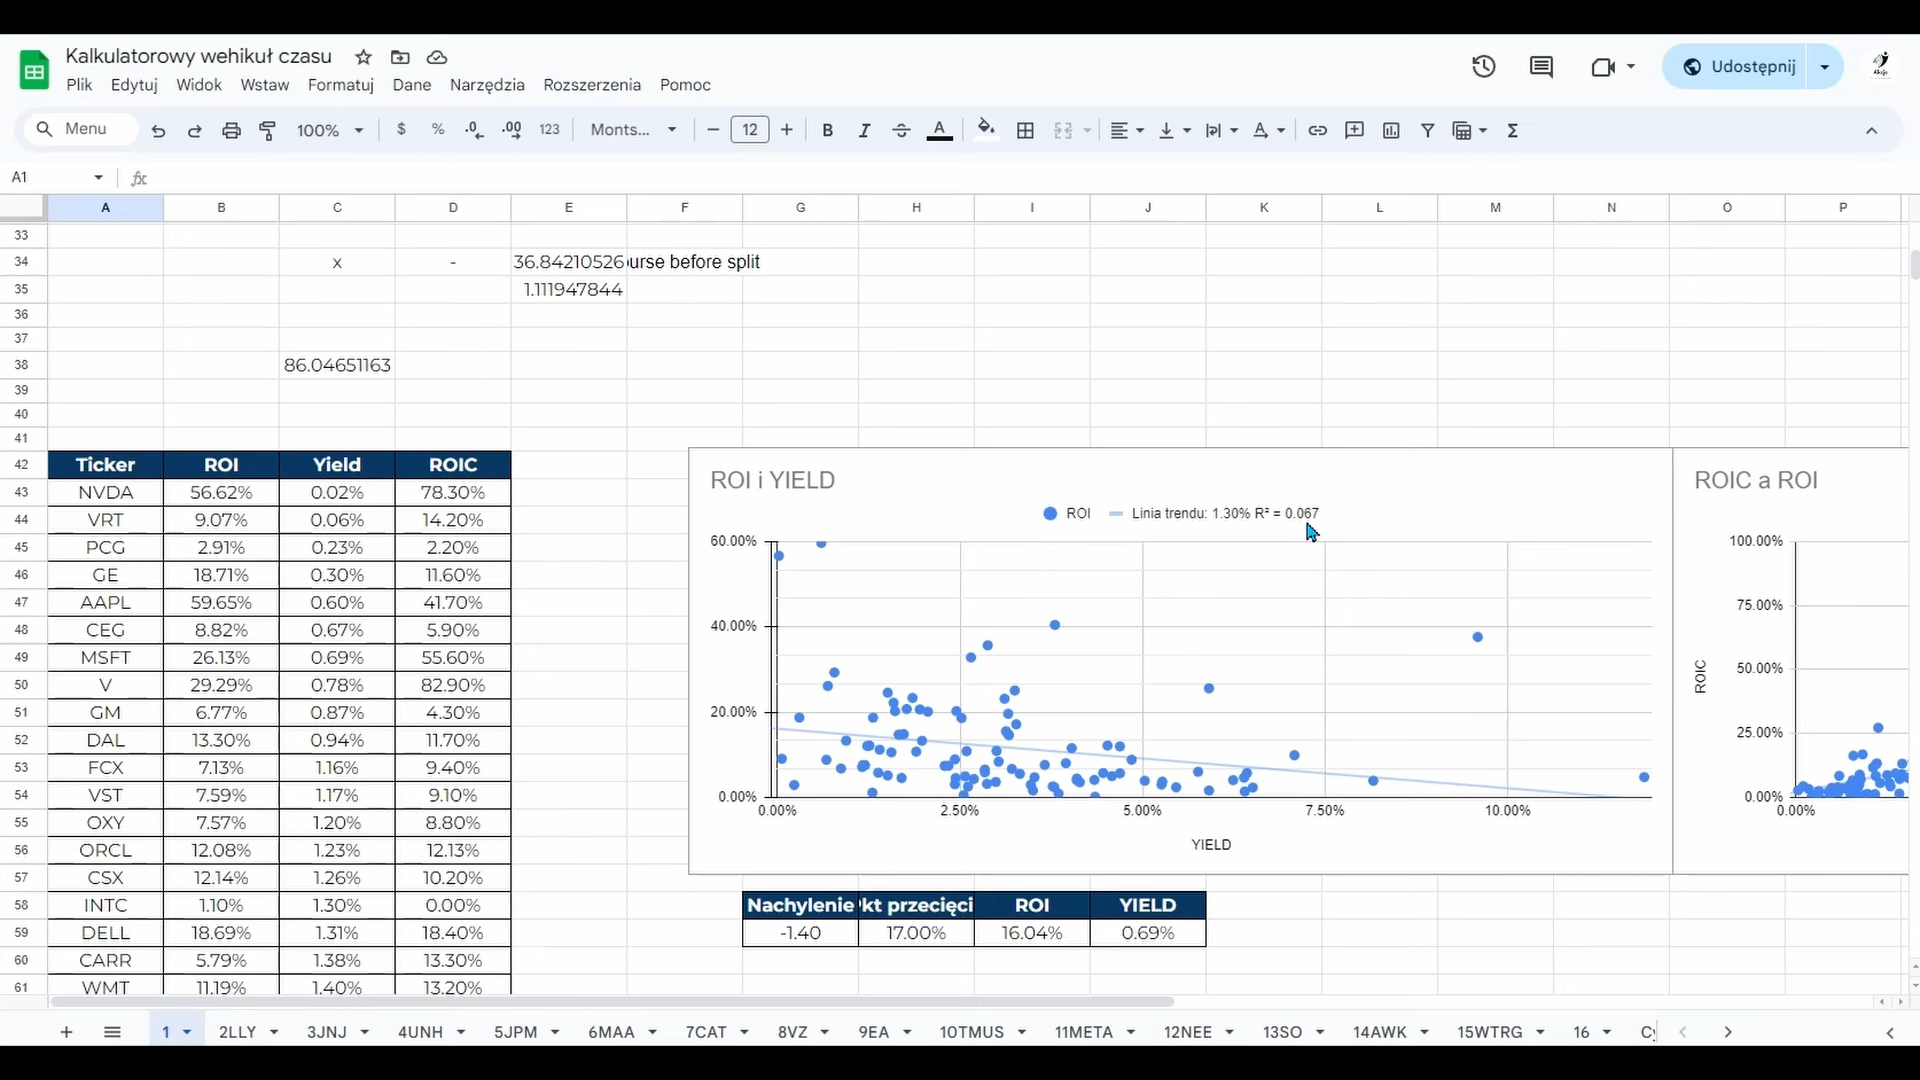 Kalkulatorowy wehikuł czasu
Plik Edytuj Widok Wstaw Formatuj Dane Narzędzia Rozszerzenia Pomoc
Udostępnij
Menu 100% $ % .0 .00 123 Monts... 12 B I A Σ
A1 fx
A B C D E F G H I J K L M N O P
33
34 x - 36.84210526 urse before split
35 1.111947844
36
37
38 86.04651163
39
40
41
42 Ticker ROI Yield ROIC
43 NVDA 56.62% 0.02% 78.30%
44 VRT 9.07% 0.06% 14.20%
45 PCG 2.91% 0.23% 2.20%
46 GE 18.71% 0.30% 11.60%
47 AAPL 59.65% 0.60% 41.70%
48 CEG 8.82% 0.67% 5.90%
49 MSFT 26.13% 0.69% 55.60%
50 V 29.29% 0.78% 82.90%
51 GM 6.77% 0.87% 4.30%
52 DAL 13.30% 0.94% 11.70%
53 FCX 7.13% 1.16% 9.40%
54 VST 7.59% 1.17% 9.10%
55 OXY 7.57% 1.20% 8.80%
56 ORCL 12.08% 1.23% 12.13%
57 CSX 12.14% 1.26% 10.20%
58 INTC 1.10% 1.30% 0.00%
59 DELL 18.69% 1.31% 18.40%
60 CARR 5.79% 1.38% 13.30%
61 WMT 11.19% 1.40% 13.20%
ROI i YIELD
ROI Linia trendu: 1.30% R² = 0.067
60.00%
40.00%
20.00%
0.00%
0.00% 2.50% 5.00% 7.50% 10.00%
YIELD
ROIC a ROI
100.00%
75.00%
50.00%
25.00%
0.00%
ROIC
0.00%
Nachylenie kt przecięci ROI YIELD
-1.40 17.00% 16.04% 0.69%
1 2LLY 3JNJ 4UNH 5JPM 6MAA 7CAT 8VZ 9EA 10TMUS 11META 12NEE 13SO 14AWK 15WTRG 16